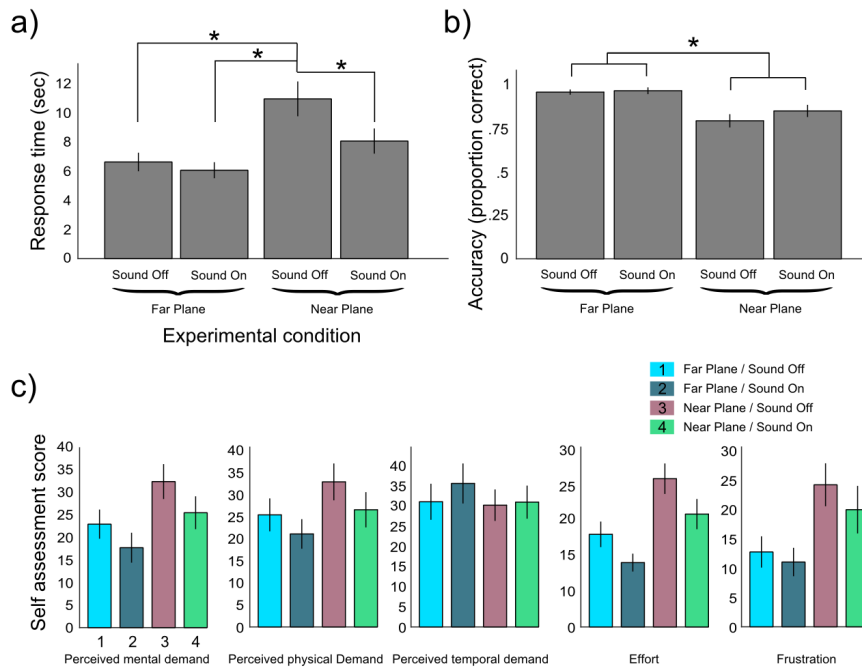 a)
*
*
*
Response time (sec)
12
10
8
6
4
2
0
Sound Off Sound On Sound Off Sound On
Far Plane Near Plane
Experimental condition
b)
*
Accuracy (proportion correct)
1
.75
.5
.25
0
Sound Off Sound On Sound Off Sound On
Far Plane Near Plane
c)
1 Far Plane / Sound Off
2 Far Plane / Sound On
3 Near Plane / Sound Off
4 Near Plane / Sound On
Self assessment score
40
35
30
25
20
15
10
5
0
1 2 3 4
Perceived mental demand
40
35
30
25
20
15
10
5
0
Perceived physical Demand
40
35
30
25
20
15
10
5
0
Perceived temporal demand
30
25
20
15
10
0
Effort
30
25
20
15
10
5
0
Frustration